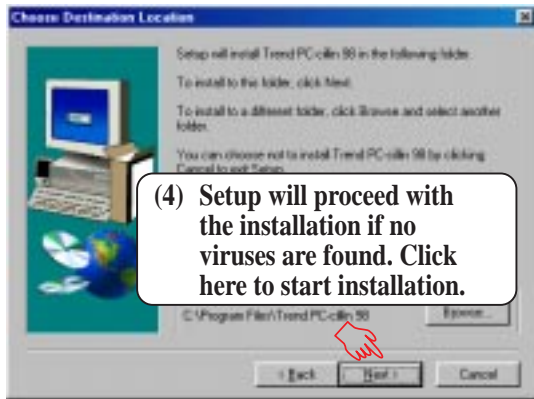 Choose Destination Location
Setup will install Trend PC-cillin 98 in the following folder.
To install to this folder, click Next.
To install to a different folder, click Browse and select another
folder.
You can choose not to install Trend PC-cillin 98 by clicking
Cancel to exit Setup.
(4) Setup will proceed with
the installation if no
viruses are found. Click
here to start installation.
C:\Program Files\Trend PC-cillin 98
Browse...
< Back
Next >
Cancel